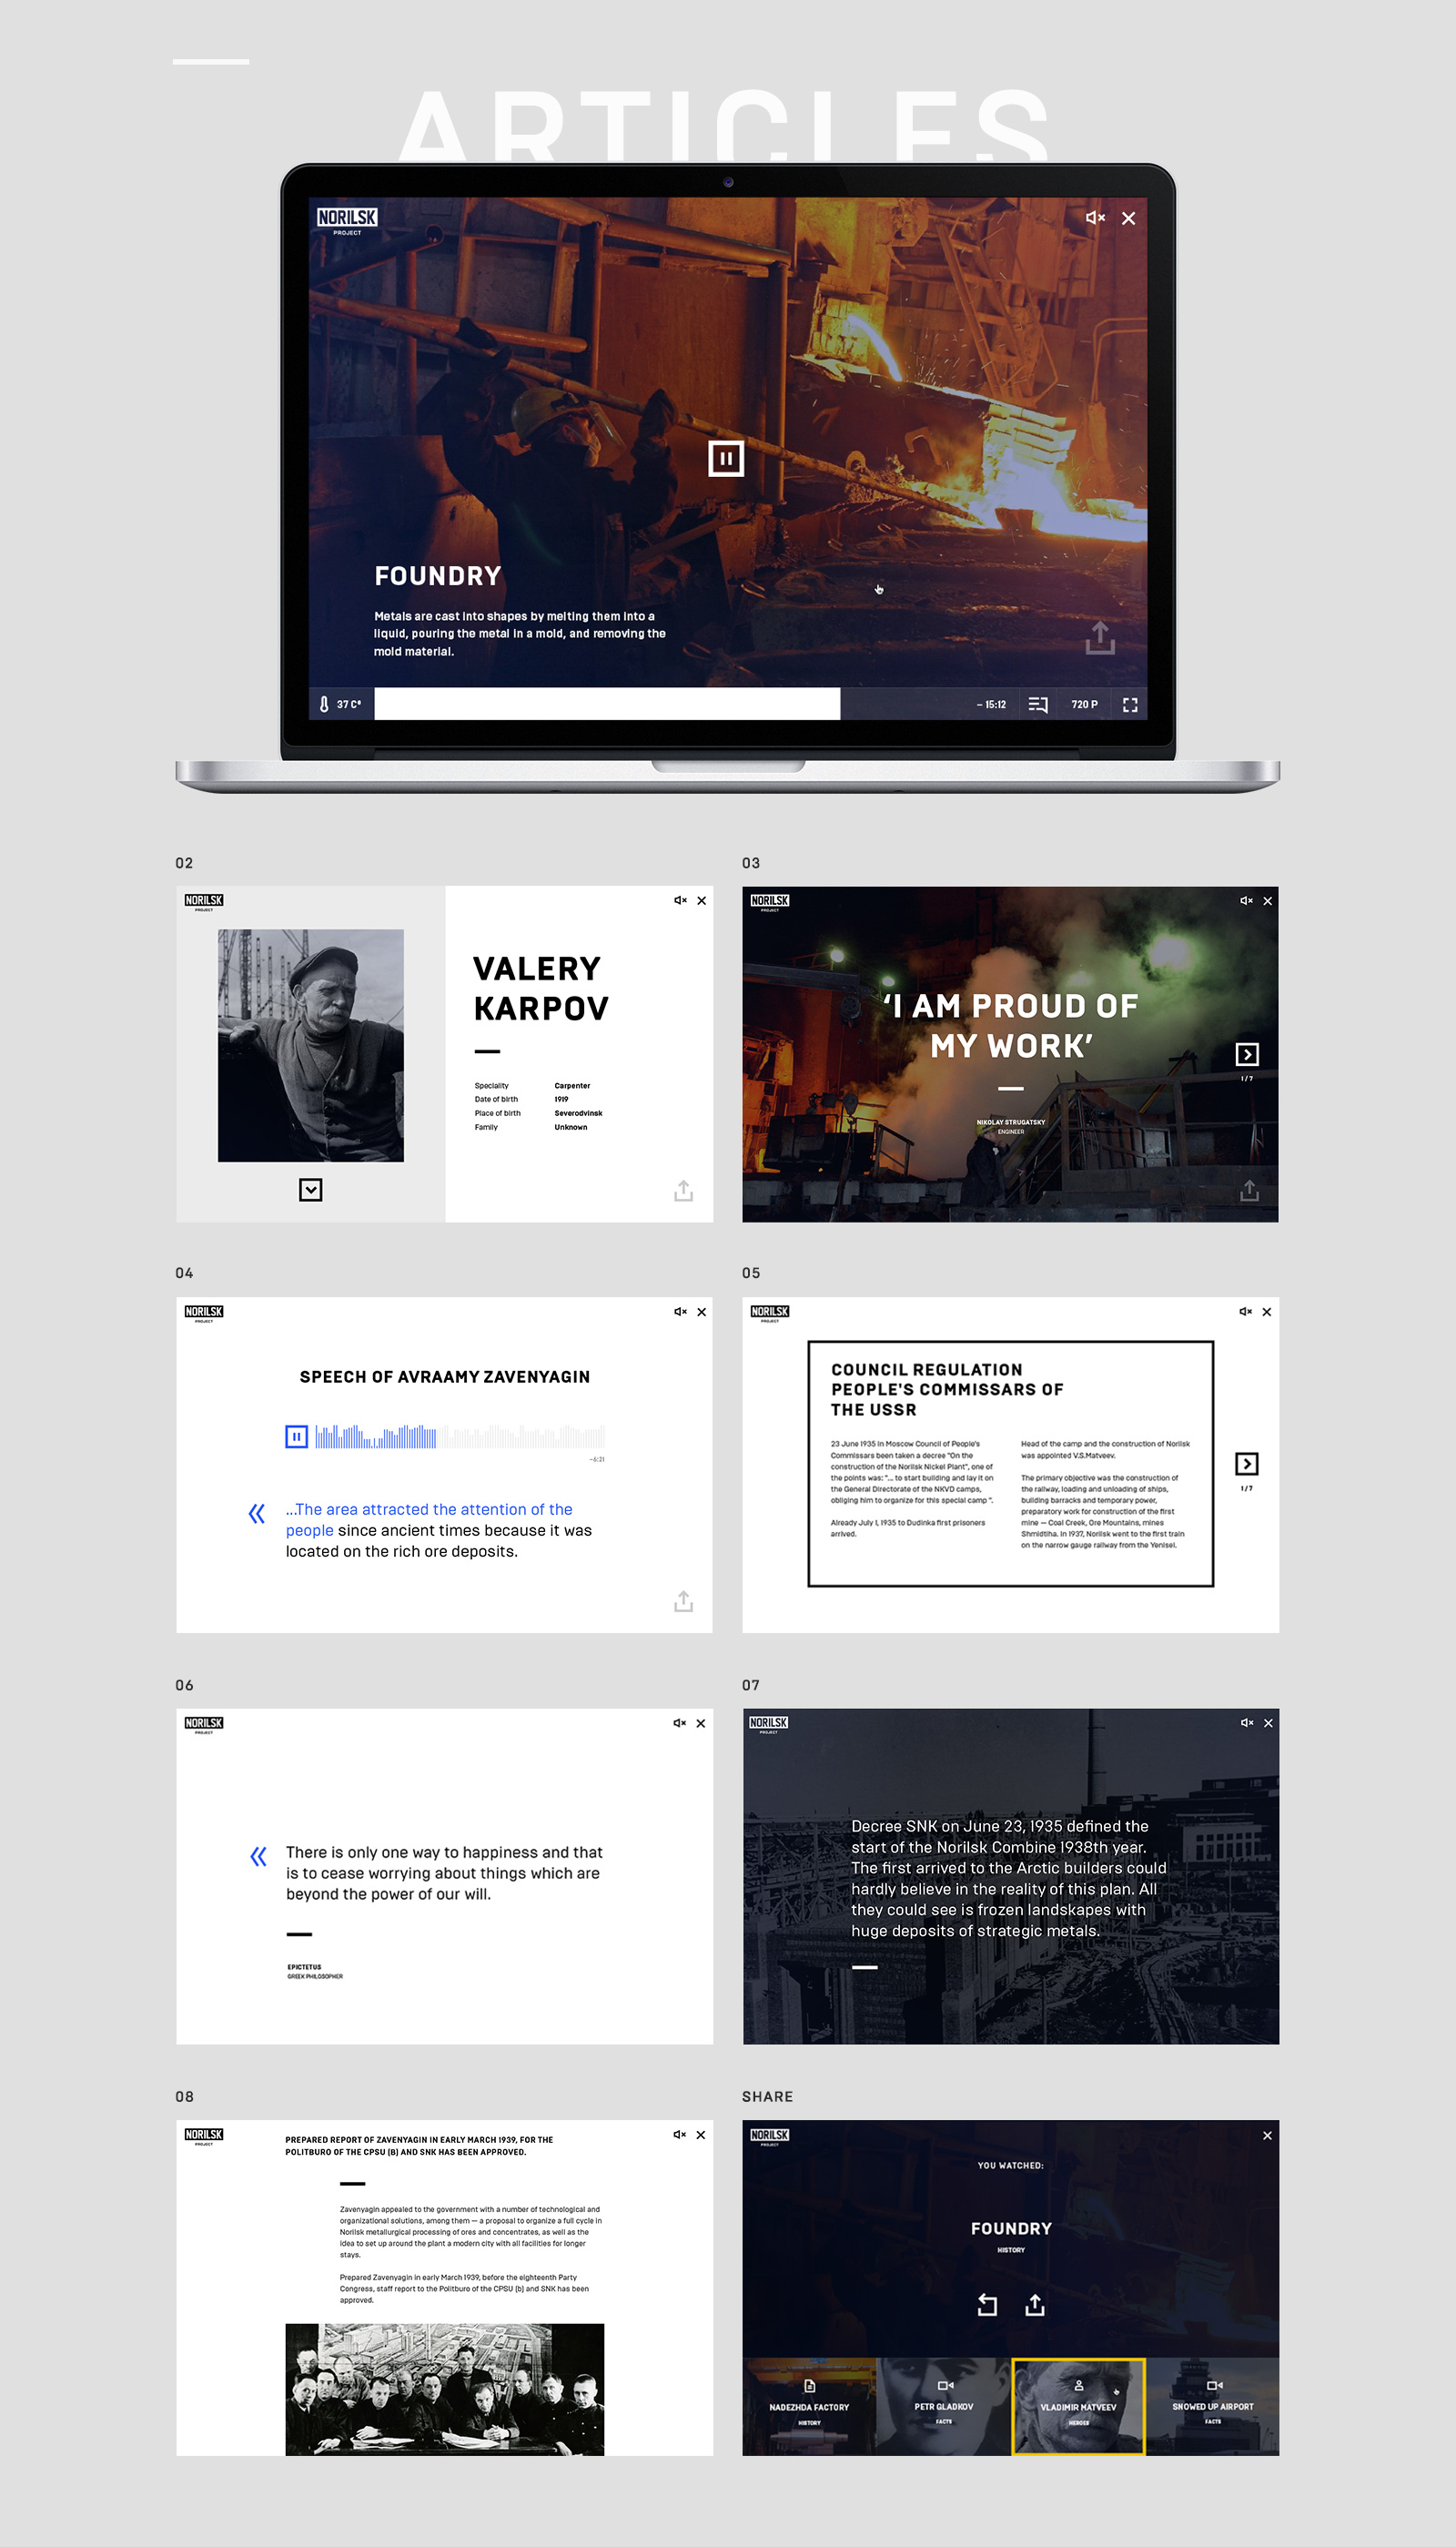 ARTICLES
NORILSK
PROJECT
FOUNDRY
Metals are cast into shapes by melting them into a
liquid, pouring the metal in a mold, and removing the
mold material.
37 C°
– 15:12
720 P
02
NORILSK
PROJECT
VALERY
KARPOV
Speciality Carpenter
Date of birth 1919
Place of birth Severodvinsk
Family Unknown
03
NORILSK
PROJECT
‘I AM PROUD OF
MY WORK’
NIKOLAY STRUGATSKY
ENGINEER
1 / 7
04
NORILSK
PROJECT
SPEECH OF AVRAAMY ZAVENYAGIN
–6:21
« ...The area attracted the attention of the
people since ancient times because it was
located on the rich ore deposits.
05
NORILSK
PROJECT
COUNCIL REGULATION
PEOPLE'S COMMISSARS OF
THE USSR
23 June 1935 in Moscow Council of People's
Commissars been taken a decree "On the
construction of the Norilsk Nickel Plant", one of
the points was: "... to start building and lay it on
the General Directorate of the NKVD camps,
obliging him to organize for this special camp ".
Already July 1, 1935 to Dudinka first prisoners
arrived.
Head of the camp and the construction of Norilsk
was appointed V.S.Matveev.
The primary objective was the construction of
the railway, loading and unloading of ships,
building barracks and temporary power,
preparatory work for construction of the first
mine — Coal Creek, Ore Mountains, mines
Shmidtiha. In 1937, Norilsk went to the first train
on the narrow gauge railway from the Yenisei.
1 / 7
06
NORILSK
PROJECT
« There is only one way to happiness and that
is to cease worrying about things which are
beyond the power of our will.
EPICTETUS
GREEK PHILOSOPHER
07
NORILSK
PROJECT
Decree SNK on June 23, 1935 defined the
start of the Norilsk Combine 1938th year.
The first arrived to the Arctic builders could
hardly believe in the reality of this plan. All
they could see is frozen landscapes with
huge deposits of strategic metals.
08
NORILSK
PROJECT
PREPARED REPORT OF ZAVENYAGIN IN EARLY MARCH 1939, FOR THE
POLITBURO OF THE CPSU (B) AND SNK HAS BEEN APPROVED.
Zavenyagin appealed to the government with a number of technological and
organizational solutions, among them — a proposal to organize a full cycle in
Norilsk metallurgical processing of ores and concentrates, as well as the
idea to set up around the plant a modern city with all facilities for longer
stays.
Prepared Zavenyagin in early March 1939, before the eighteenth Party
Congress, staff report to the Politburo of the CPSU (b) and SNK has been
approved.
SHARE
NORILSK
PROJECT
YOU WATCHED:
FOUNDRY
HISTORY
NADEZHDA FACTORY
HISTORY
PETR GLADKOV
FACTS
VLADIMIR MATVEEV
HEROES
SNOWED UP AIRPORT
FACTS